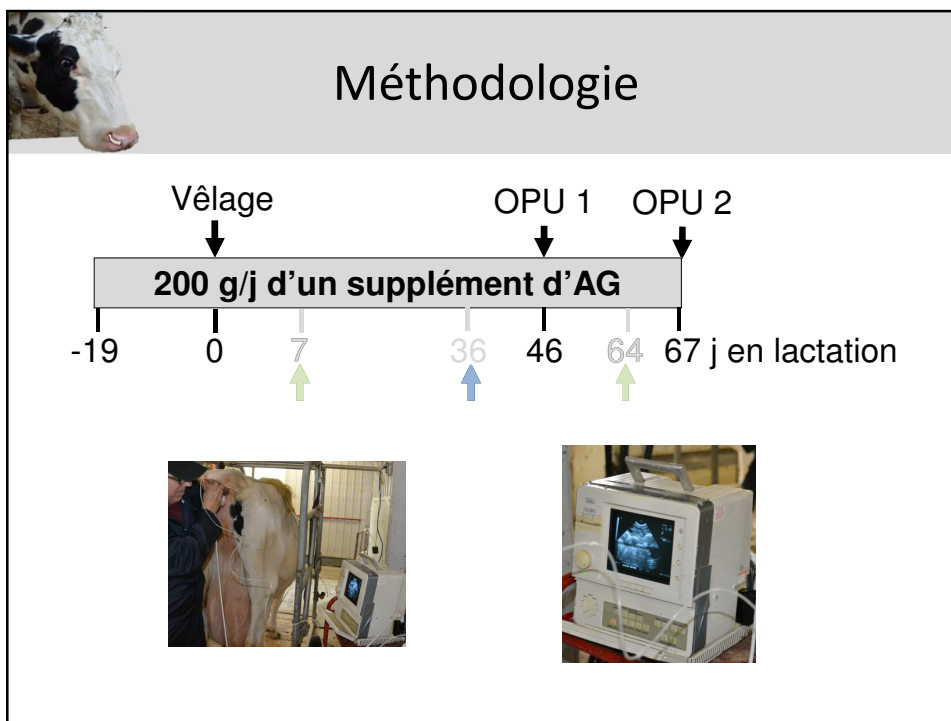 Méthodologie
Vêlage OPU 1 OPU 2
200 g/j d'un supplément d'AG
-19 0 7 36 46 64 67 j en lactation